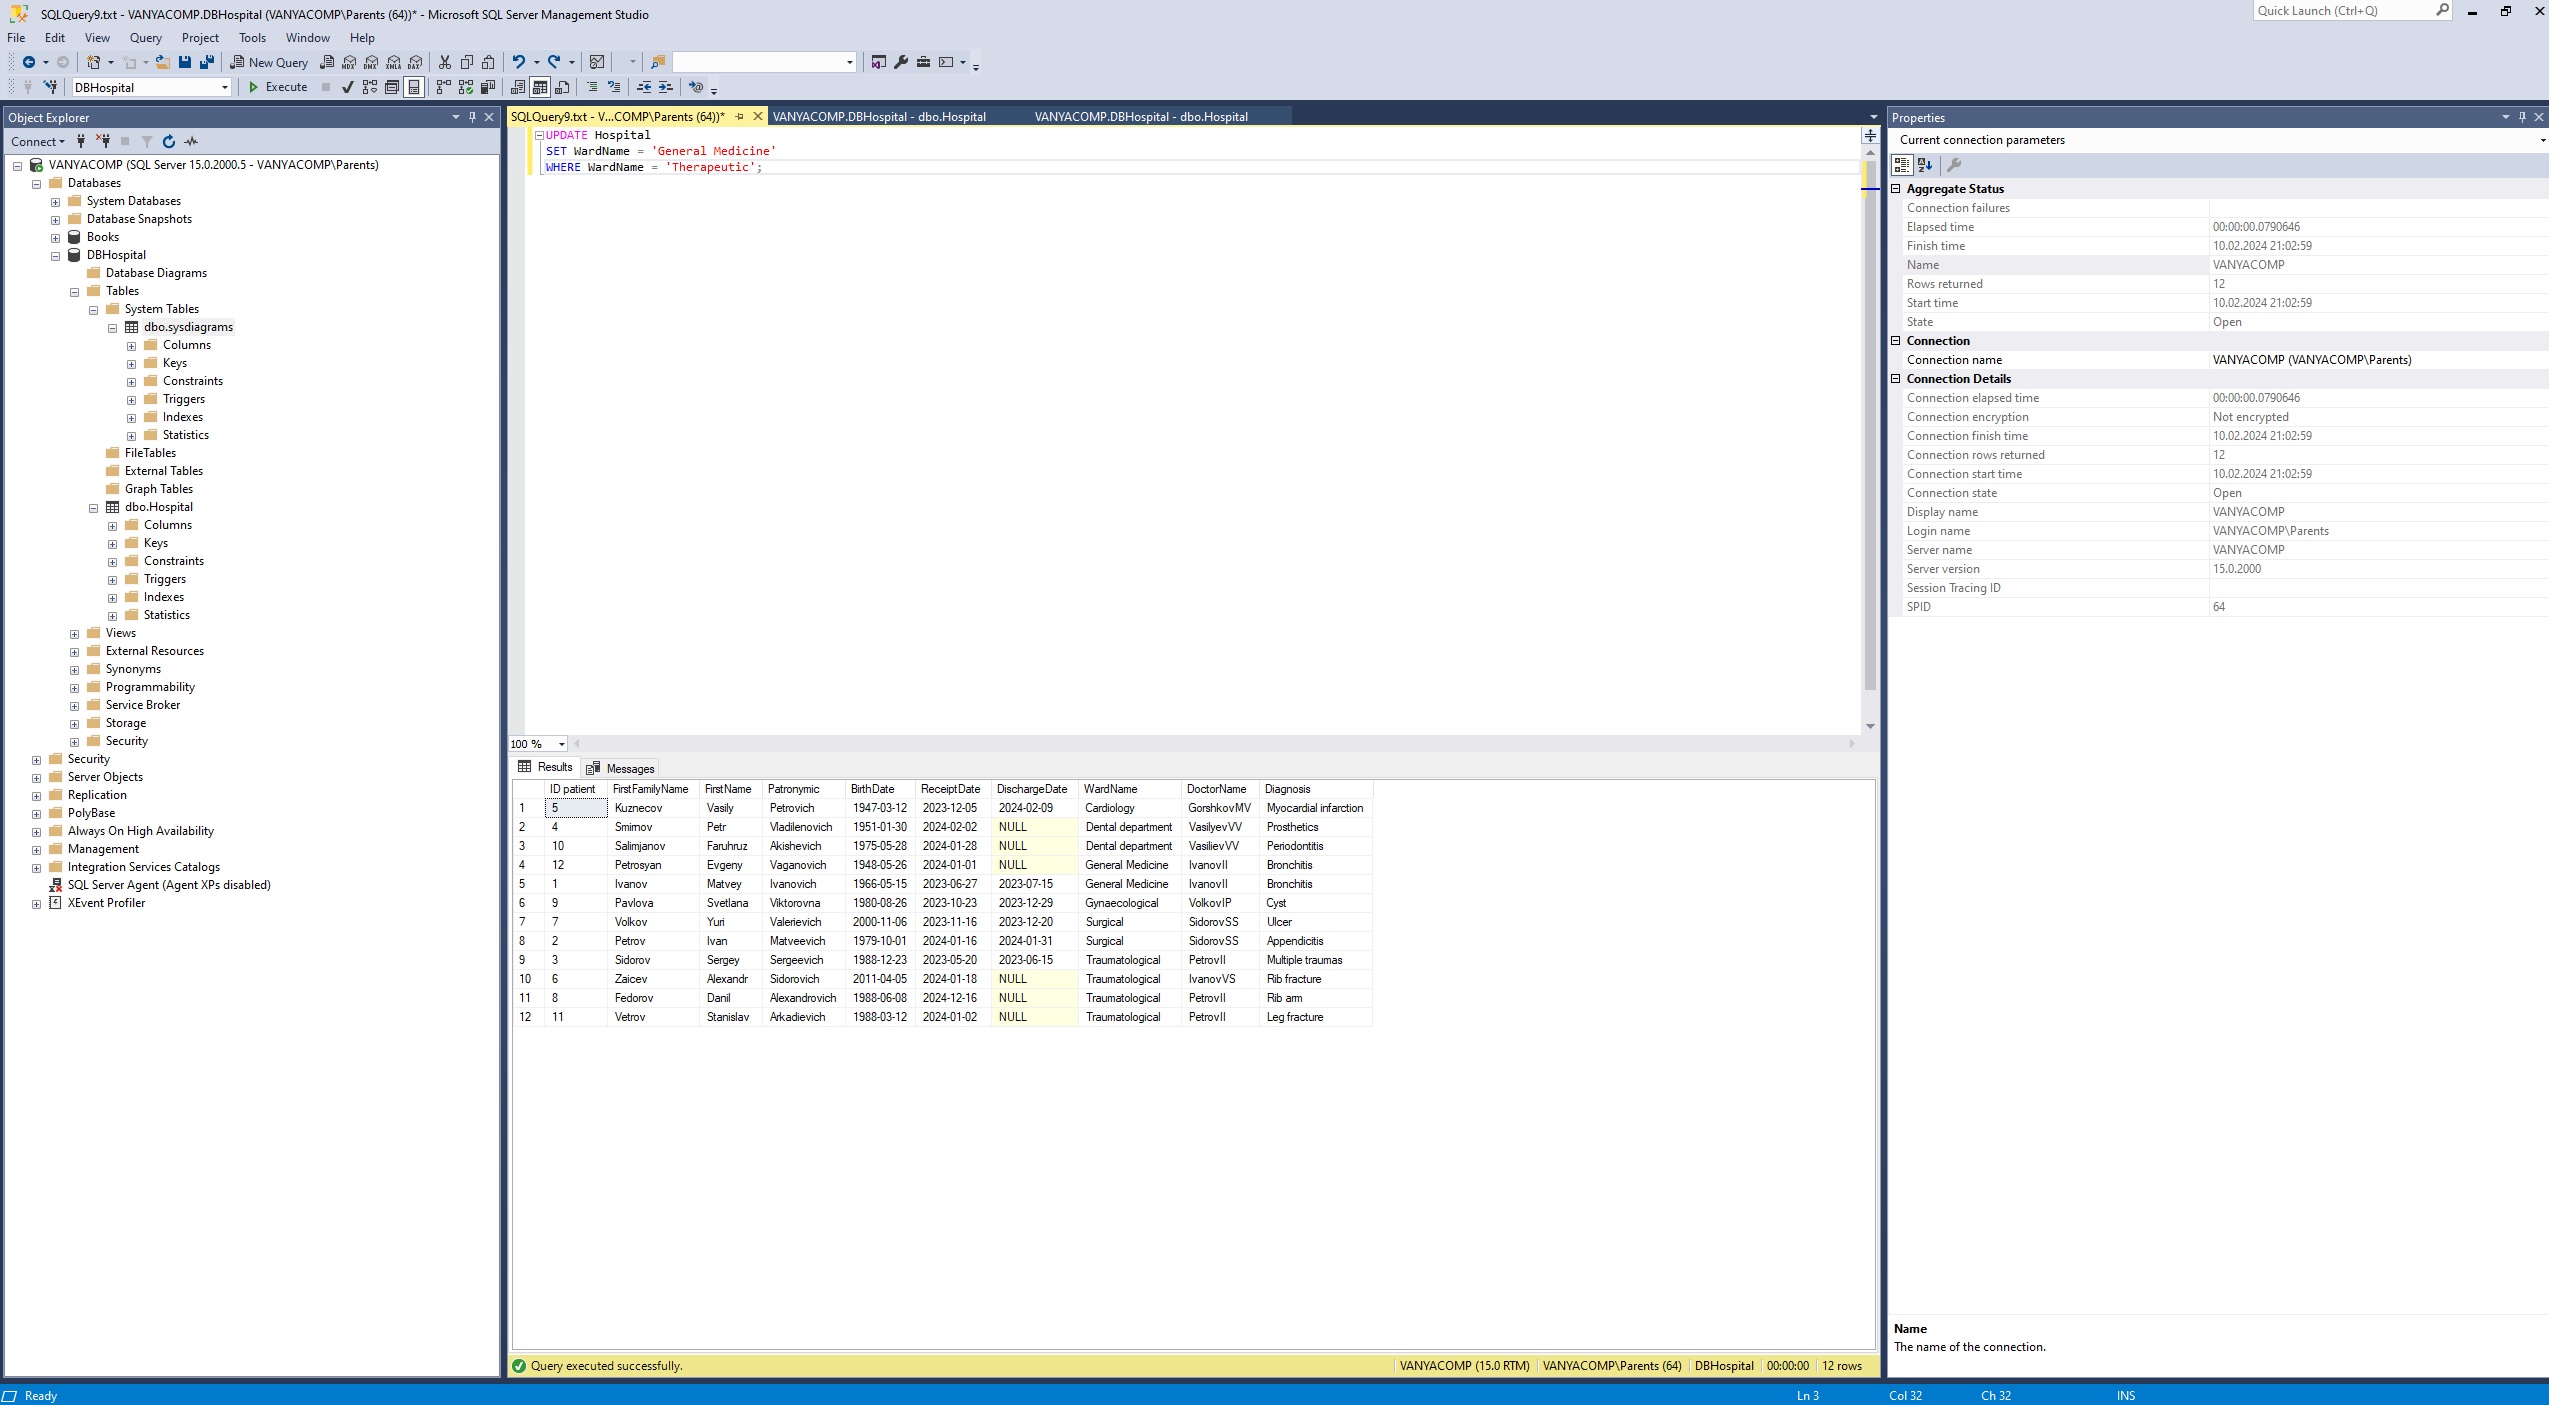 SQLQuery9.txt - VANYACOMP.DBHospital (VANYACOMP\Parents (64))* - Microsoft SQL Server Management Studio
Quick Launch (Ctrl+Q)
File Edit View Query Project Tools Window Help
New Query
DBHospital Execute
Object Explorer
Connect
VANYACOMP (SQL Server 15.0.2000.5 - VANYACOMP\Parents)
Databases
System Databases
Database Snapshots
Books
DBHospital
Database Diagrams
Tables
System Tables
dbo.sysdiagrams
Columns
Keys
Constraints
Triggers
Indexes
Statistics
FileTables
External Tables
Graph Tables
dbo.Hospital
Columns
Keys
Constraints
Triggers
Indexes
Statistics
Views
External Resources
Synonyms
Programmability
Service Broker
Storage
Security
Security
Server Objects
Replication
PolyBase
Always On High Availability
Management
Integration Services Catalogs
SQL Server Agent (Agent XPs disabled)
XEvent Profiler
SQLQuery9.txt - V...COMP\Parents (64))* VANYACOMP.DBHospital - dbo.Hospital VANYACOMP.DBHospital - dbo.Hospital
UPDATE Hospital
SET WardName = 'General Medicine'
WHERE WardName = 'Therapeutic';
100 %
Results Messages
ID patient FirstFamilyName FirstName Patronymic BirthDate ReceiptDate DischargeDate WardName DoctorName Diagnosis
1 5 Kuznecov Vasily Petrovich 1947-03-12 2023-12-05 2024-02-09 Cardiology GorshkovMV Myocardial infarction
2 4 Smirnov Petr Vladilenovich 1951-01-30 2024-02-02 NULL Dental department VasilyevVV Prosthetics
3 10 Salimjanov Faruhruz Akishevich 1975-05-28 2024-01-28 NULL Dental department VasilievVV Periodontitis
4 12 Petrosyan Evgeny Vaganovich 1948-05-26 2024-01-01 NULL General Medicine IvanovII Bronchitis
5 1 Ivanov Matvey Ivanovich 1966-05-15 2023-06-27 2023-07-15 General Medicine IvanovII Bronchitis
6 9 Pavlova Svetlana Viktorovna 1980-08-26 2023-10-23 2023-12-29 Gynaecological VolkovIP Cyst
7 7 Volkov Yuri Valerievich 2000-11-06 2023-11-16 2023-12-20 Surgical SidorovSS Ulcer
8 2 Petrov Ivan Matveevich 1979-10-01 2024-01-16 2024-01-31 Surgical SidorovSS Appendicitis
9 3 Sidorov Sergey Sergeevich 1988-12-23 2023-05-20 2023-06-15 Traumatological PetrovII Multiple traumas
10 6 Zaicev Alexandr Sidorovich 2011-04-05 2024-01-18 NULL Traumatological IvanovVS Rib fracture
11 8 Fedorov Danil Alexandrovich 1988-06-08 2024-12-16 NULL Traumatological PetrovII Rib arm
12 11 Vetrov Stanislav Arkadievich 1988-03-12 2024-01-02 NULL Traumatological PetrovII Leg fracture
Query executed successfully. VANYACOMP (15.0 RTM) VANYACOMP\Parents (64) DBHospital 00:00:00 12 rows
Properties
Current connection parameters
Aggregate Status
Connection failures
Elapsed time 00:00:00.0790646
Finish time 10.02.2024 21:02:59
Name VANYACOMP
Rows returned 12
Start time 10.02.2024 21:02:59
State Open
Connection
Connection name VANYACOMP (VANYACOMP\Parents)
Connection Details
Connection elapsed time 00:00:00.0790646
Connection encryption Not encrypted
Connection finish time 10.02.2024 21:02:59
Connection rows returned 12
Connection start time 10.02.2024 21:02:59
Connection state Open
Display name VANYACOMP
Login name VANYACOMP\Parents
Server name VANYACOMP
Server version 15.0.2000
Session Tracing ID
SPID 64
Name
The name of the connection.
Ready Ln 3 Col 32 Ch 32 INS